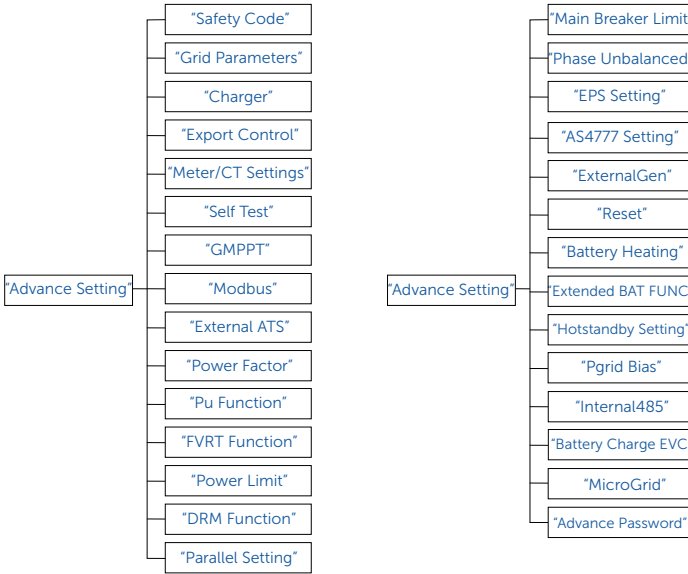 “Safety Code”
“Grid Parameters”
“Charger”
“Export Control”
“Meter/CT Settings”
“Self Test”
“GMPPT”
“Advance Setting”
“Modbus”
“External ATS”
“Power Factor”
“Pu Function”
“FVRT Function”
“Power Limit”
“DRM Function”
“Parallel Setting”
“Main Breaker Limit
“Phase Unbalanced
“EPS Setting”
“AS4777 Setting”
“ExternalGen”
“Reset”
“Battery Heating”
“Advance Setting”
“Extended BAT FUNC
“Hotstandby Setting”
“Pgrid Bias”
“Internal485”
“Battery Charge EVC
“MicroGrid”
“Advance Password”